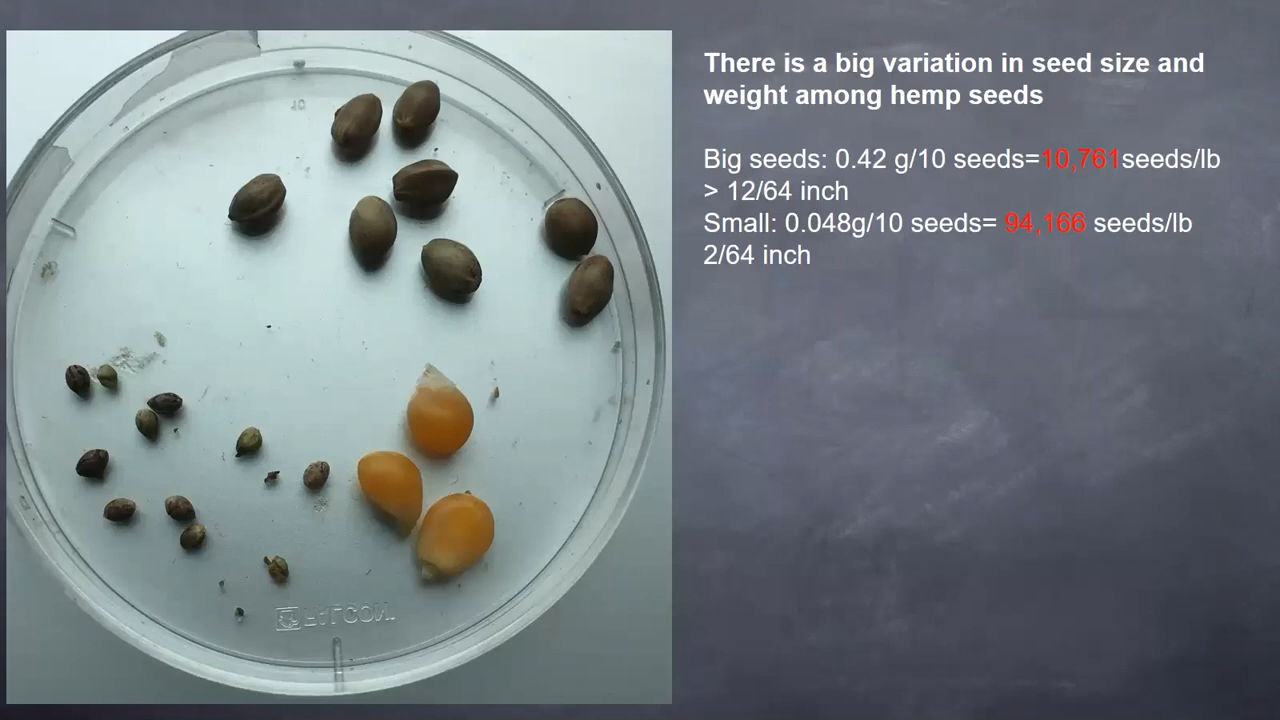 There is a big variation in seed size and
weight among hemp seeds
Big seeds: 0.42 g/10 seeds=10,761seeds/lb
> 12/64 inch
Small: 0.048g/10 seeds= 94,166 seeds/lb
2/64 inch
FALCON